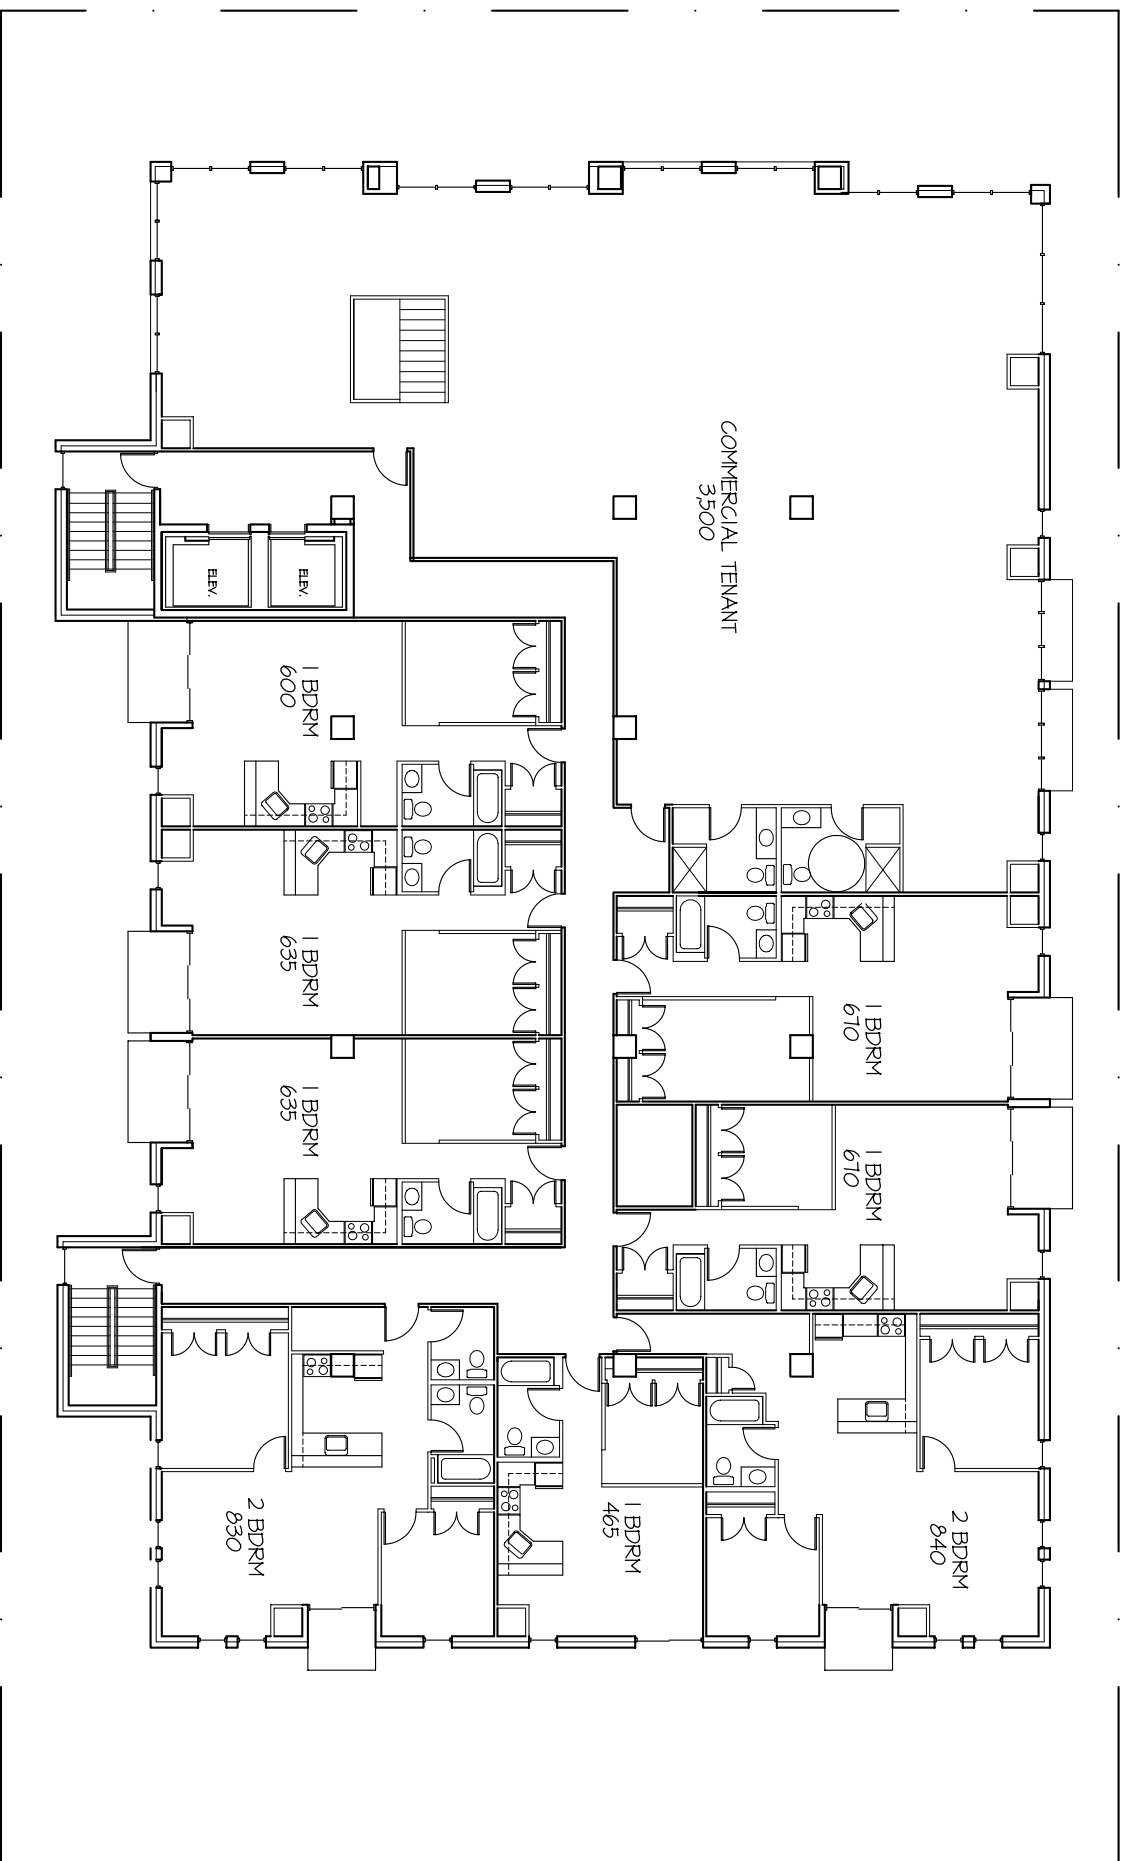 COMMERCIAL TENANT
3,500
ELEV.
ELEV.
1 BDRM
600
1 BDRM
635
1 BDRM
635
1 BDRM
670
1 BDRM
670
2 BDRM
830
1 BDRM
465
2 BDRM
840